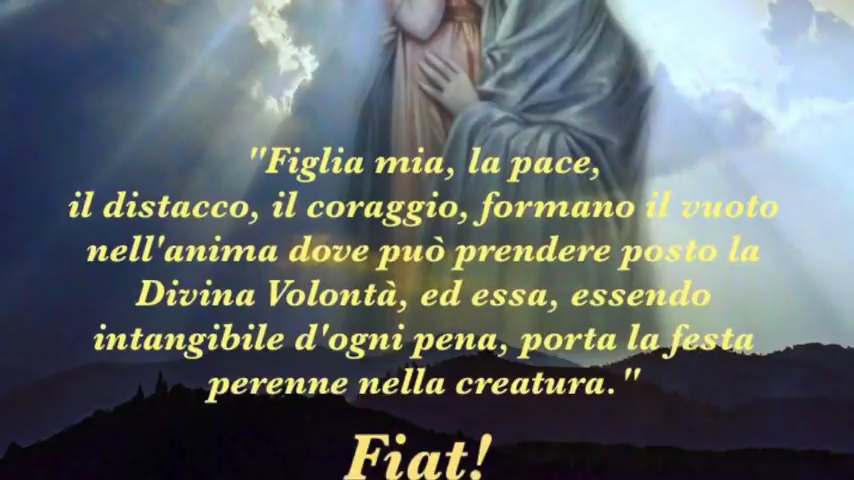 "Figlia mia, la pace,
il distacco, il coraggio, formano il vuoto
nell'anima dove può prendere posto la
Divina Volontà, ed essa, essendo
intangibile d'ogni pena, porta la festa
perenne nella creatura."
Fiat!